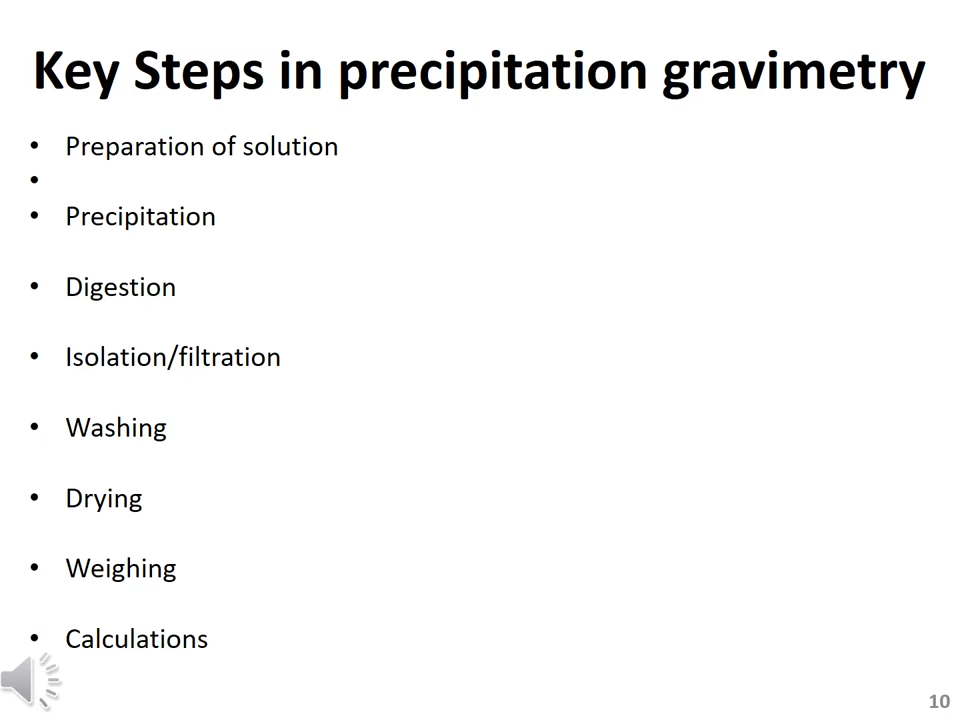 Key Steps in precipitation gravimetry
• Preparation of solution
•
• Precipitation
• Digestion
• Isolation/filtration
• Washing
• Drying
• Weighing
• Calculations
10